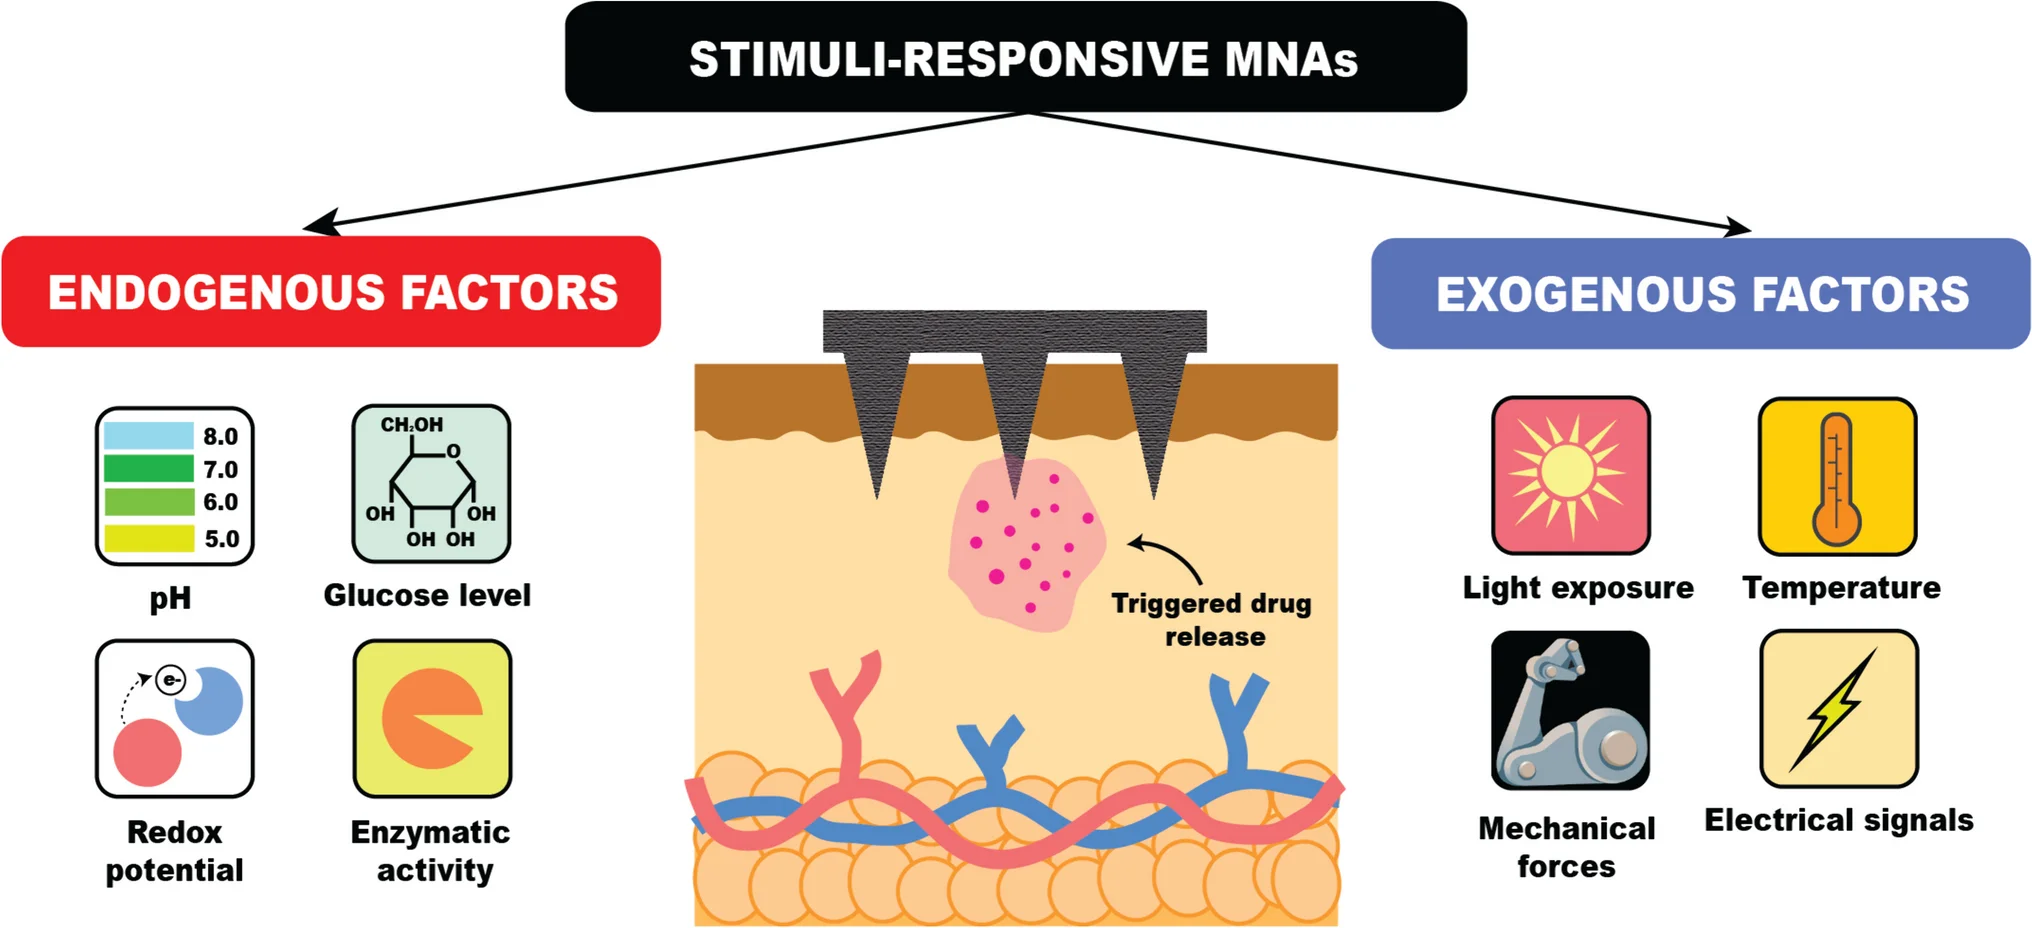 STIMULI-RESPONSIVE MNAs
ENDOGENOUS FACTORS
EXOGENOUS FACTORS
8.0
7.0
6.0
5.0
pH
CH₂OH
O
OH
OH
OH OH
Glucose level
e-
Redox
potential
Enzymatic
activity
Triggered drug
release
Light exposure
Temperature
Mechanical
forces
Electrical signals